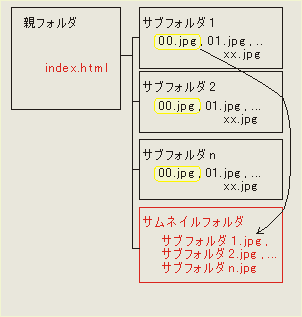 親フォルダ
index.html
サブフォルダ1
00.jpg, 01.jpg,...
xx.jpg
サブフォルダ2
00.jpg, 01.jpg,...
xx.jpg
サブフォルダn
00.jpg, 01.jpg,...
xx.jpg
サムネイルフォルダ
サブフォルダ1.jpg,
サブフォルダ2.jpg,...
サブフォルダn.jpg